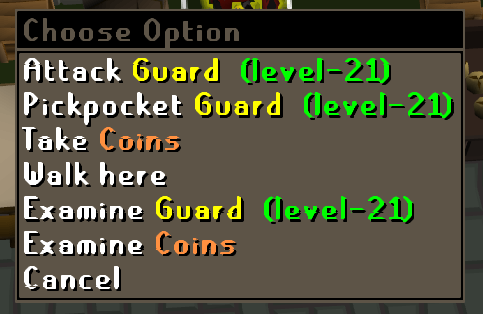 Choose Option
Attack Guard (level-21)
Pickpocket Guard (level-21)
Take Coins
Walk here
Examine Guard (level-21)
Examine Coins
Cancel